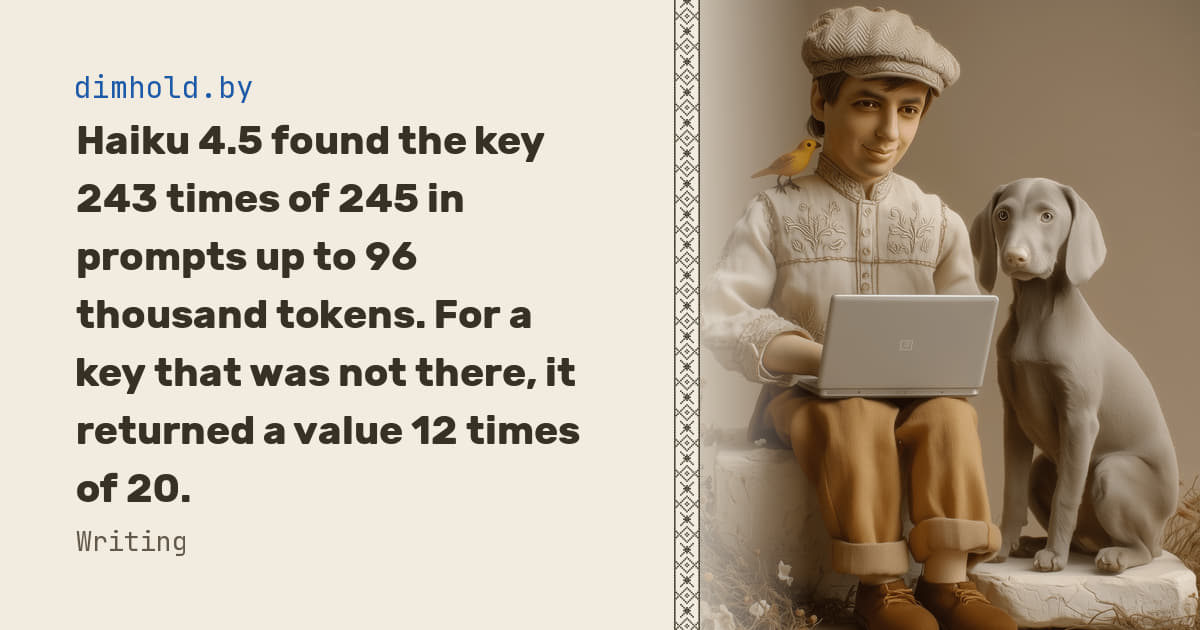 dimhold.by
Haiku 4.5 found the key
243 times of 245 in
prompts up to 96
thousand tokens. For a
key that was not there, it
returned a value 12 times
of 20.
Writing